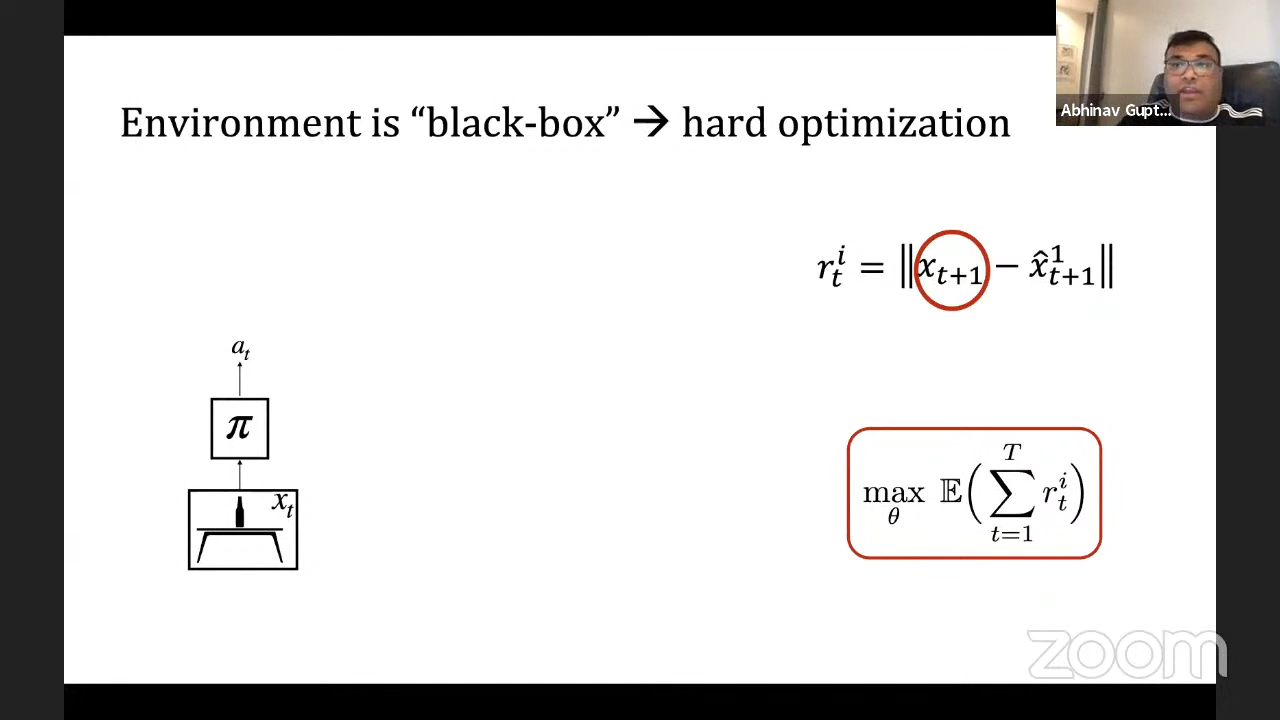 Abhinav Gupt...
Environment is “black-box” → hard optimization
r_t^i = ‖x_{t+1} − x̂_{t+1}^1‖
a_t
π
x_t
max_θ 𝔼(∑_{t=1}^T r_t^i)
zoom